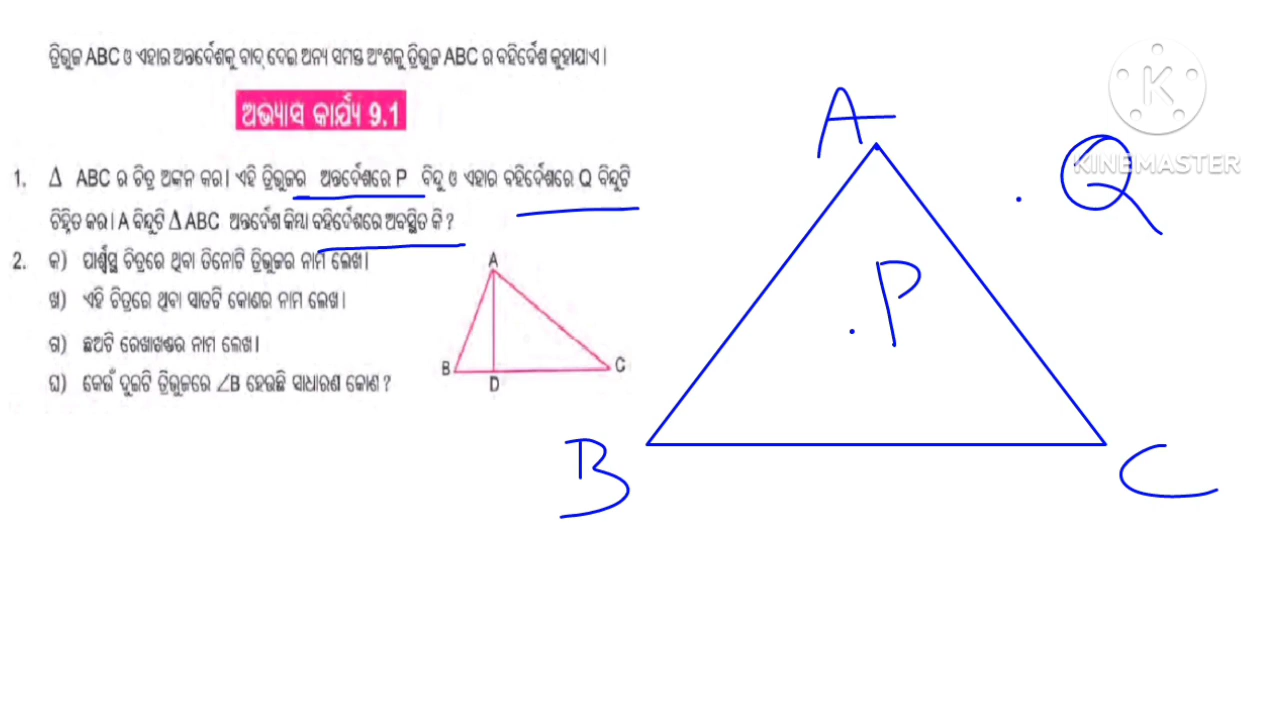 ତ୍ରିଭୁଜ ABC ଓ ଏହାର ଅନ୍ତର୍ଦେଶକୁ ବାଦ୍ ଦେଇ ଅନ୍ୟ ସମସ୍ତ ଅଂଶକୁ ତ୍ରିଭୁଜ ABC ର ବହିର୍ଦେଶ କୁହାଯାଏ।
ଅଭ୍ୟାସ କାର୍ଯ୍ୟ 9.1
1. Δ ABC ର ଚିତ୍ର ଅଙ୍କନ କର। ଏହି ତ୍ରିଭୁଜର ଅନ୍ତର୍ଦେଶରେ P ବିନ୍ଦୁ ଓ ଏହାର ବହିର୍ଦେଶରେ Q ବିନ୍ଦୁଟି
ଚିହ୍ନିତ କର। A ବିନ୍ଦୁଟି Δ ABC ଅନ୍ତର୍ଦେଶ କିମ୍ବା ବହିର୍ଦେଶରେ ଅବସ୍ଥିତ କି ?
2. କ) ପାର୍ଶ୍ୱସ୍ଥ ଚିତ୍ରରେ ଥିବା ତିନୋଟି ତ୍ରିଭୁଜର ନାମ ଲେଖ।
ଖ) ଏହି ଚିତ୍ରରେ ଥିବା ସାତଟି କୋଣର ନାମ ଲେଖ।
ଗ) ଛଅଟି ରେଖାଖଣ୍ଡର ନାମ ଲେଖ।
ଘ) କେଉଁ ଦୁଇଟି ତ୍ରିଭୁଜରେ ∠B ହେଉଛି ସାଧାରଣ କୋଣ ?
A
B
D
C
A
Q
P
B
C
K
KINEMASTER